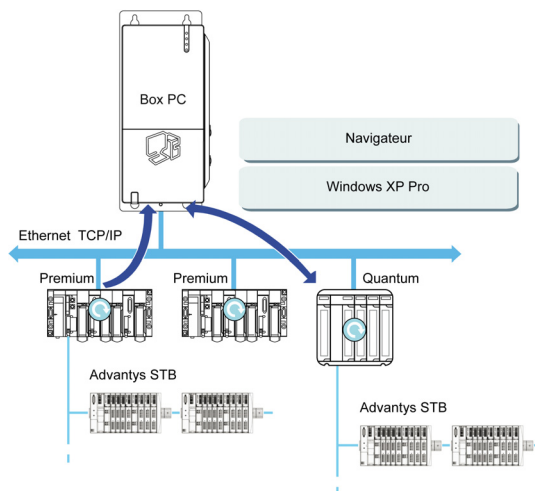 Box PC
Navigateur
Windows XP Pro
Ethernet TCP/IP
Premium
Premium
Quantum
Advantys STB
Advantys STB